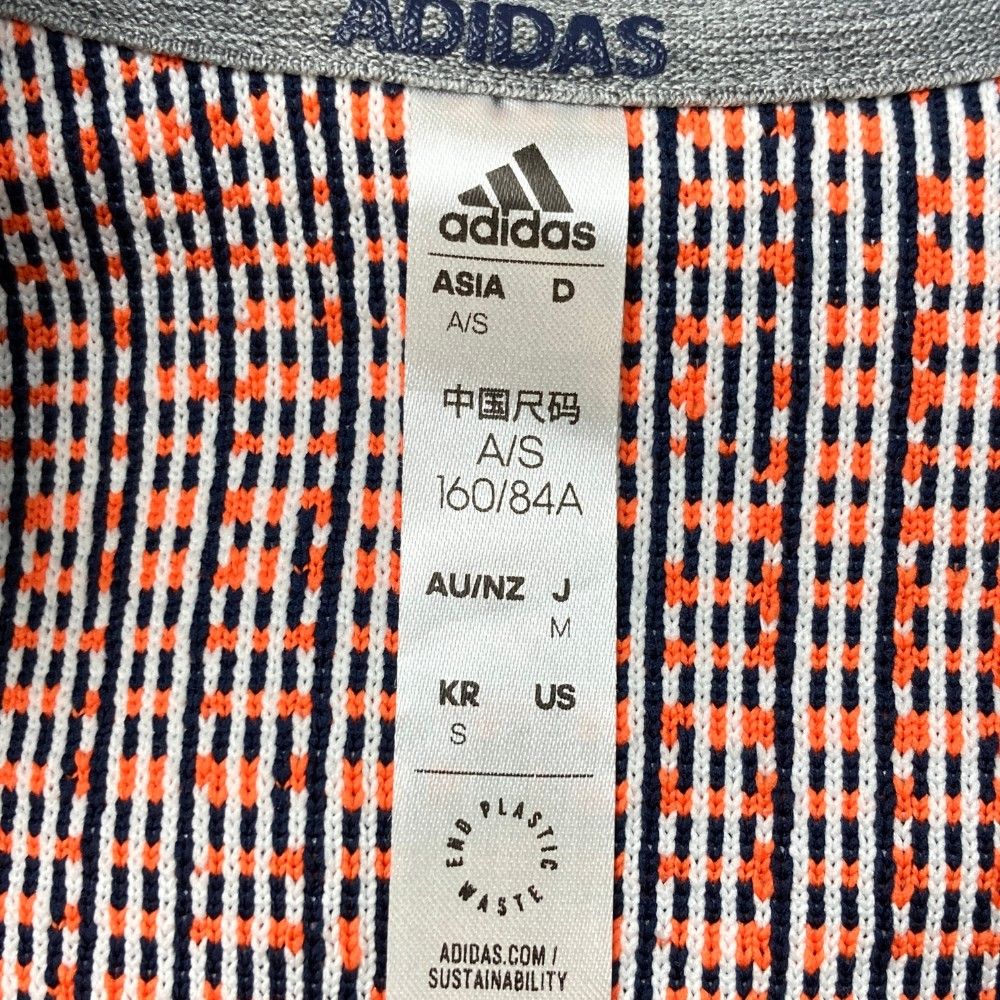 ADIDAS
adidas
ASIA D
A/S
中国尺码
A/S
160/84A
AU/NZ J
M
KR US
S
END PLASTIC WASTE
ADIDAS.COM/
SUSTAINABILITY